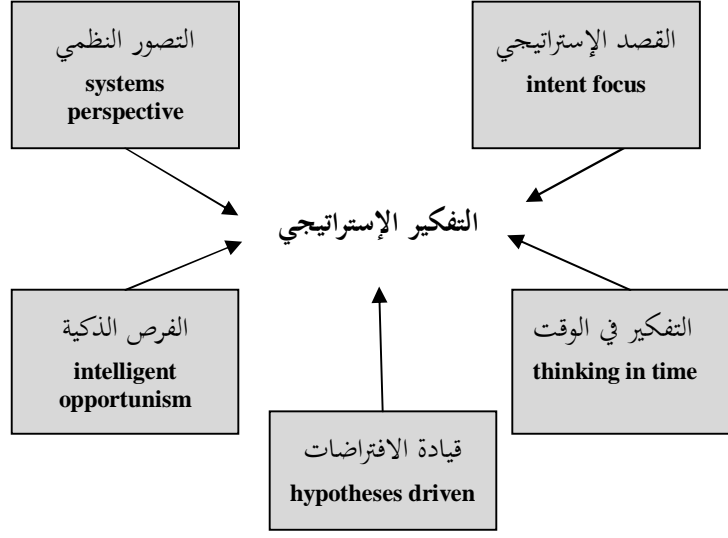 القصد الإستراتيجي
intent focus
التصور النظمي
systems
perspective
التفكير الإستراتيجي
التفكير في الوقت
thinking in time
الفرص الذكية
intelligent
opportunism
قيادة الافتراضات
hypotheses driven